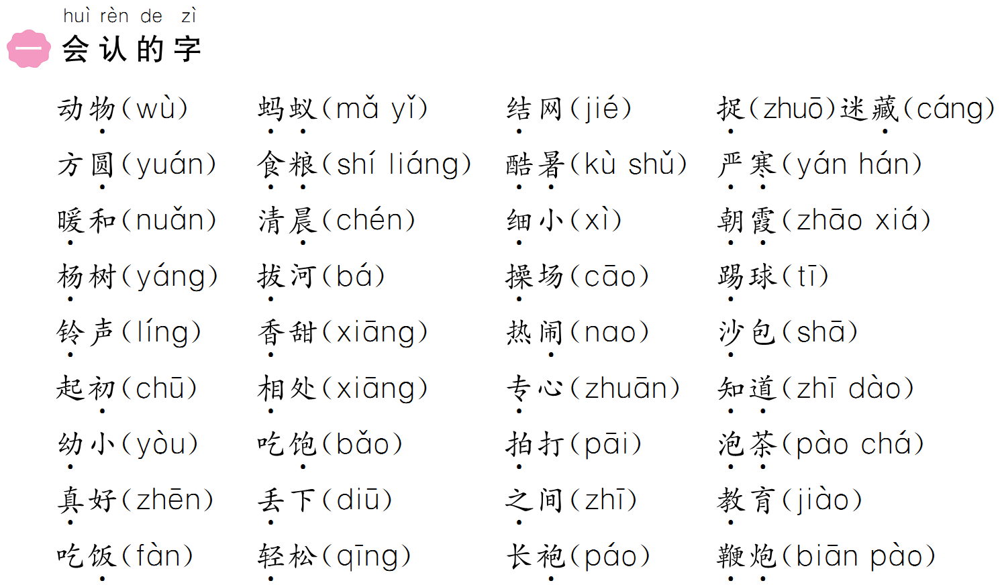 huì rèn de zì
一 会认的字
动物(wù) 蚂蚁(mǎ yǐ) 结网(jié) 捉(zhuō)迷藏(cáng)
方圆(yuán) 食粮(shí liáng) 酷暑(kù shǔ) 严寒(yán hán)
暖和(nuǎn) 清晨(chén) 细小(xì) 朝霞(zhāo xiá)
杨树(yáng) 拔河(bá) 操场(cāo) 踢球(tī)
铃声(líng) 香甜(xiāng) 热闹(nao) 沙包(shā)
起初(chū) 相处(xiāng) 专心(zhuān) 知道(zhī dào)
幼小(yòu) 吃饱(bǎo) 拍打(pāi) 泡茶(pào chá)
真好(zhēn) 丢下(diū) 之间(zhī) 教育(jiào)
吃饭(fàn) 轻松(qīng) 长袍(páo) 鞭炮(biān pào)